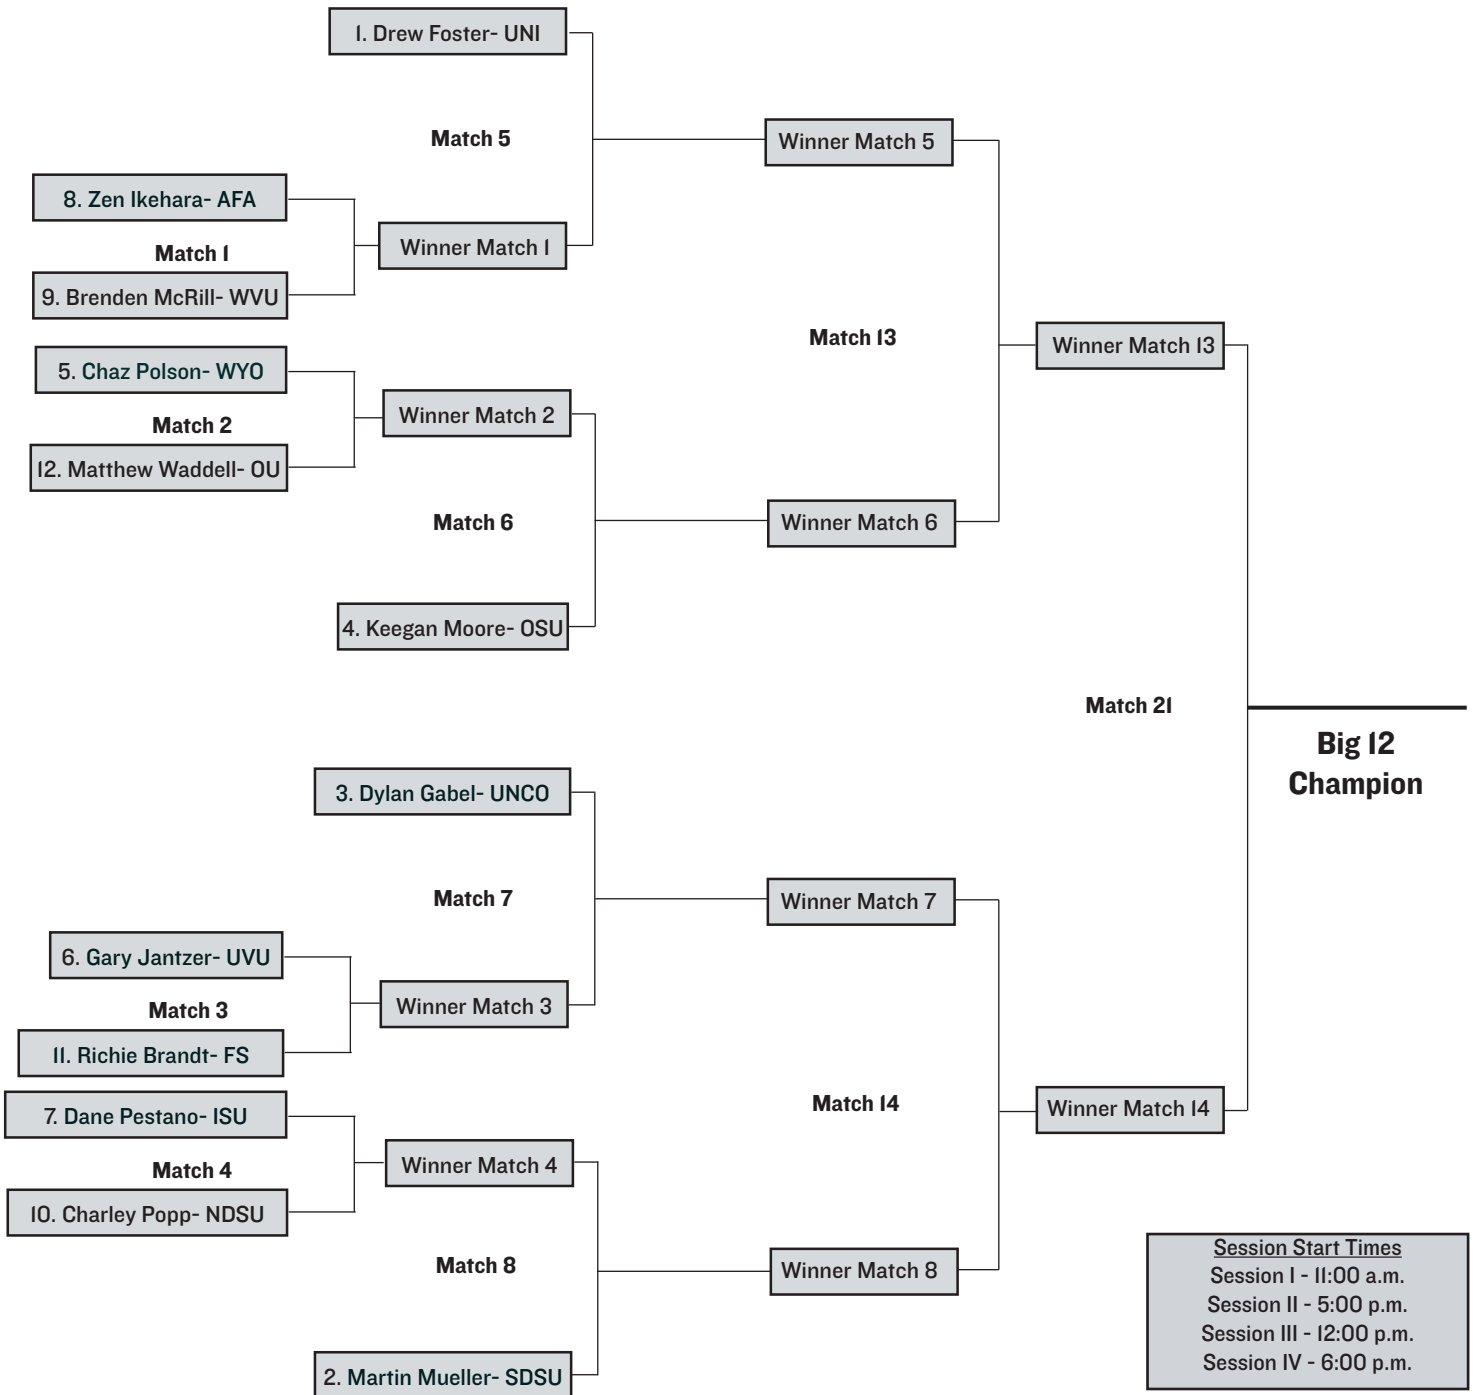 1. Drew Foster- UNI
Match 5
Winner Match 5
8. Zen Ikehara- AFA
Match 1
Winner Match 1
9. Brenden McRill- WVU
Match 13
Winner Match 13
5. Chaz Polson- WYO
Match 2
Winner Match 2
12. Matthew Waddell- OU
Match 6
Winner Match 6
4. Keegan Moore- OSU
Match 21
Big 12
Champion
3. Dylan Gabel- UNCO
Match 7
Winner Match 7
6. Gary Jantzer- UVU
Match 3
Winner Match 3
11. Richie Brandt- FS
7. Dane Pestano- ISU
Match 14
Winner Match 14
Match 4
Winner Match 4
10. Charley Popp- NDSU
Match 8
Winner Match 8
2. Martin Mueller- SDSU
Session Start Times
Session I - 11:00 a.m.
Session II - 5:00 p.m.
Session III - 12:00 p.m.
Session IV - 6:00 p.m.